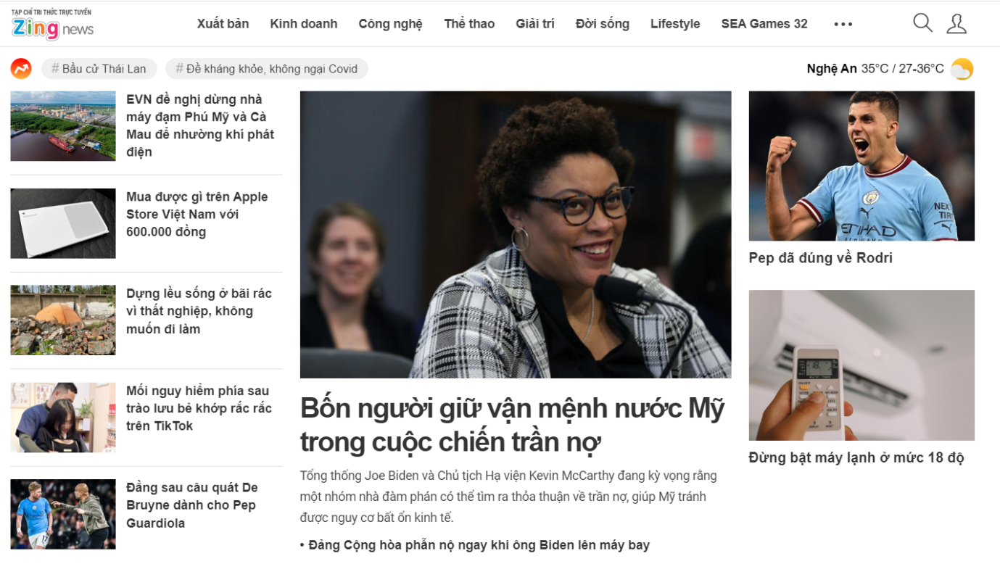 TẠP CHÍ TRI THỨC TRỰC TUYẾN
Zing news
Xuất bản
Kinh doanh
Công nghệ
Thể thao
Giải trí
Đời sống
Lifestyle
SEA Games 32
# Bầu cử Thái Lan
# Đề kháng khỏe, không ngại Covid
Nghệ An 35°C / 27-36°C
EVN đề nghị dừng nhà
máy đạm Phú Mỹ và Cà
Mau để nhường khí phát
điện
Mua được gì trên Apple
Store Việt Nam với
600.000 đồng
Dựng lều sống ở bãi rác
vì thất nghiệp, không
muốn đi làm
Mối nguy hiểm phía sau
trào lưu bẻ khớp rắc rắc
trên TikTok
Đằng sau câu quát De
Bruyne dành cho Pep
Guardiola
17
Bốn người giữ vận mệnh nước Mỹ
trong cuộc chiến trần nợ
Tổng thống Joe Biden và Chủ tịch Hạ viện Kevin McCarthy đang kỳ vọng rằng
một nhóm nhà đàm phán có thể tìm ra thỏa thuận về trần nợ, giúp Mỹ tránh
được nguy cơ bất ổn kinh tế.
• Đảng Cộng hòa phẫn nộ ngay khi ông Biden lên máy bay
NEX
TIR
ETIHAD
AIRWAYS
Pep đã đúng về Rodri
18
ON/OFF
MODE
Đừng bật máy lạnh ở mức 18 độ